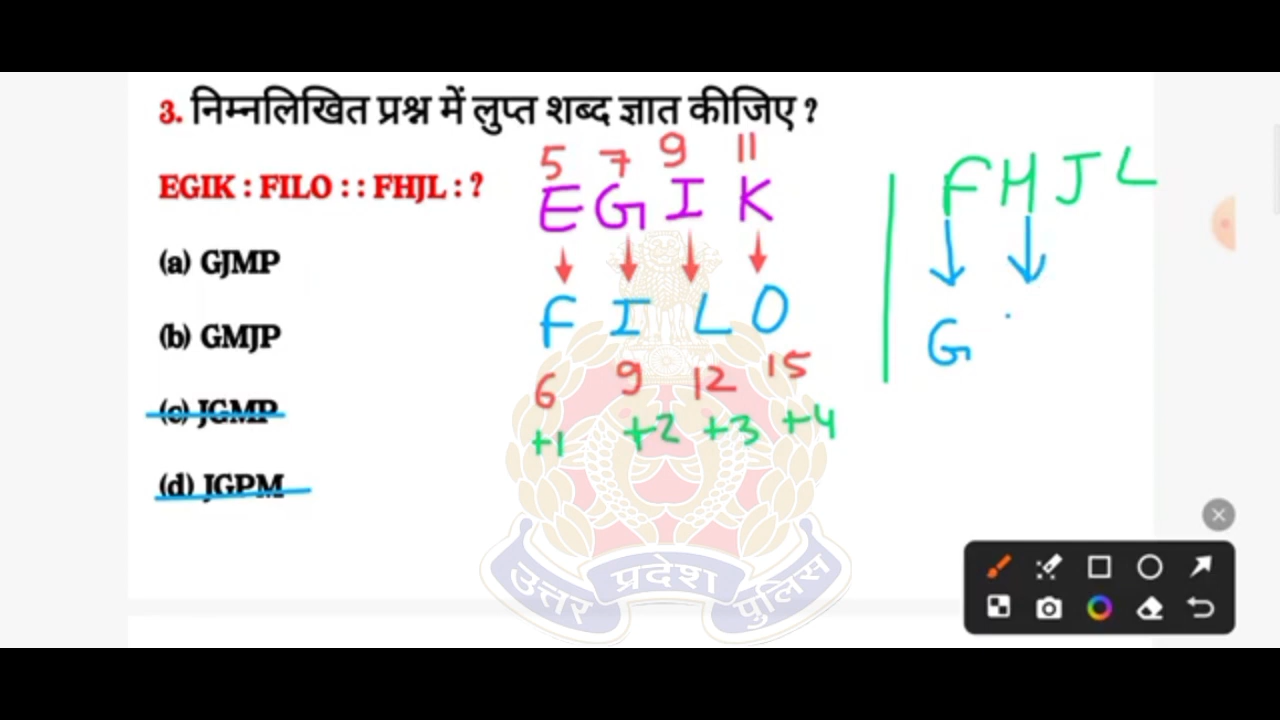 3. निम्नलिखित प्रश्न में लुप्त शब्द ज्ञात कीजिए ?
EGIK : FILO : : FHJL : ?
(a) GJMP
(b) GMJP
(c) JGMP
(d) JGPM
5 7 9 11
E G I K
F I L O
6 9 12 15
+1 +2 +3 +4
F H J L
G
उत्तर प्रदेश पुलिस